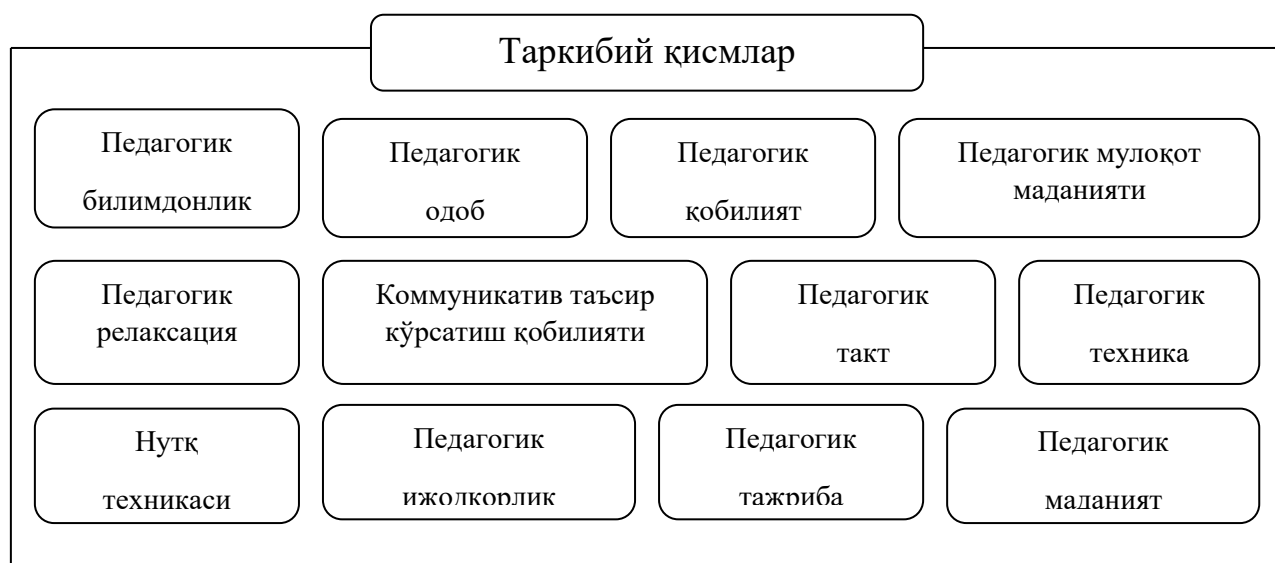 Таркибий қисмлар
Педагогик
билимдонлик
Педагогик
одоб
Педагогик
қобилият
Педагогик мулоқот
маданияти
Педагогик
релаксация
Коммуникатив таъсир
кўрсатиш қобилияти
Педагогик
такт
Педагогик
техника
Нутқ
техникаси
Педагогик
ижодкорлик
Педагогик
тажриба
Педагогик
маданият